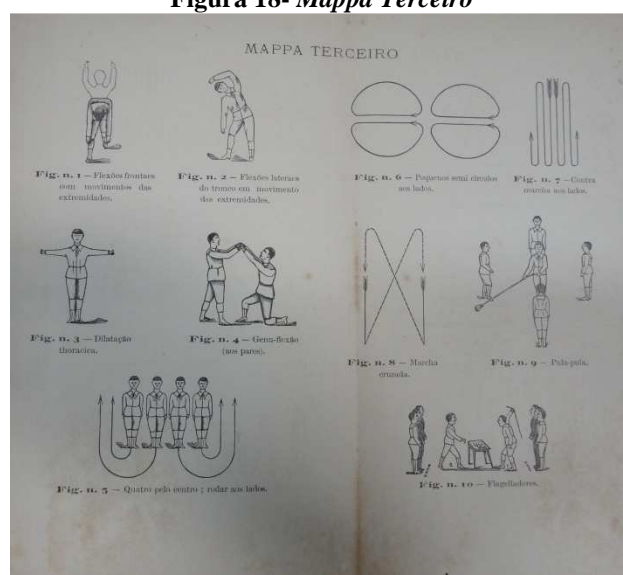 Figura 18- Mappa Terceiro
MAPPA TERCEIRO
Fig. n. 1 — Flexões frontaes
com movimentos das
extremidades.
Fig. n. 2 — Flexões lateraes
do tronco em movimento
dos extremidades.
Fig. n. 3 — Dilatação
thoracica.
Fig. n. 4 — Genu-flexão
(aos pares).
Fig. n. 5 — Quatro pelo centro; rodar aos lados.
Fig. n. 6 — Pequenos semi circulos
aos lados.
Fig. n. 7 — Contra
marcha aos lados.
Fig. n. 8 — Marcha
cruzada.
Fig. n. 9 — Pula-pula.
Fig. n. 10 — Flagelladores.